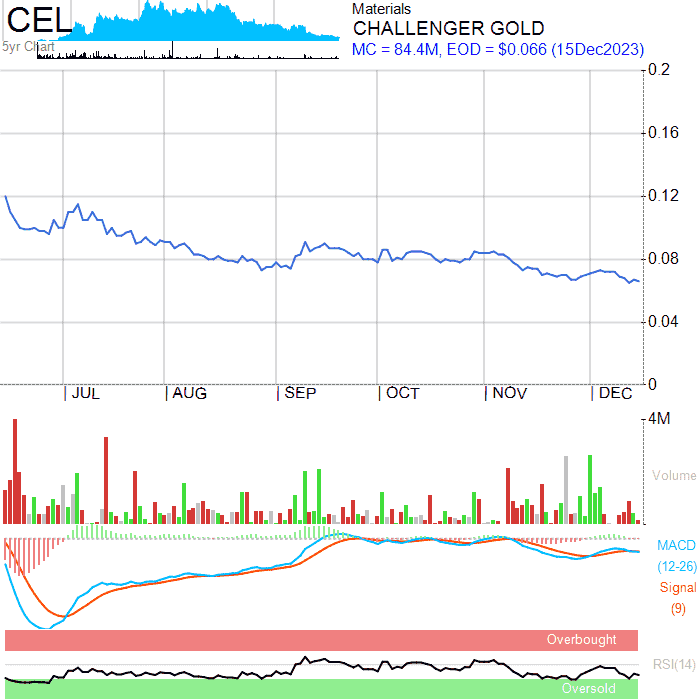 CEL
5yr Chart
Materials
CHALLENGER GOLD
MC = 84.4M, EOD = $0.066 (15Dec2023)
0.2
0.16
0.12
0.08
0.04
0
JUL AUG SEP OCT NOV DEC
4M
Volume
MACD
(12-26)
Signal
(9)
Overbought
RSI(14)
Oversold